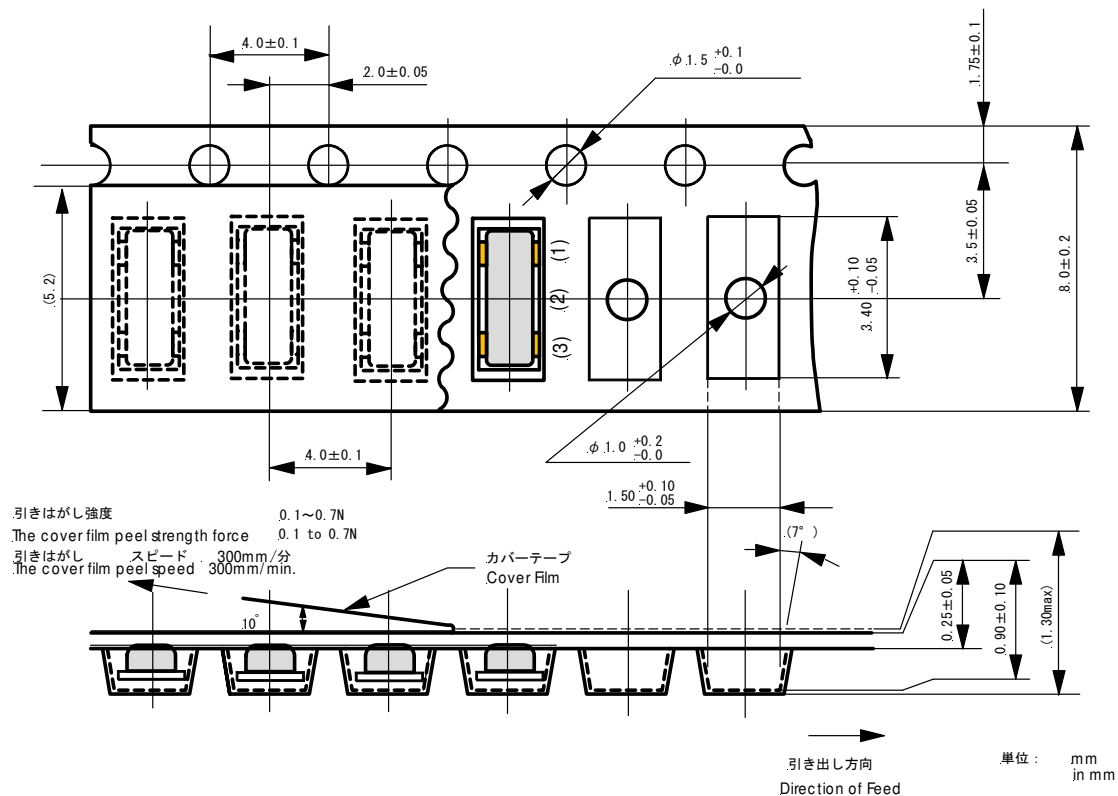 4.0±0.1
2.0±0.05
φ1.5 +0.1 -0.0
1.75±0.1
3.5±0.05
8.0±0.2
(5.2)
(1)
(2)
(3)
3.40 +0.10 -0.05
4.0±0.1
φ1.0 +0.2 -0.0
1.50 +0.10 -0.05
(7°)
引きはがし強度 0.1~0.7N
The cover film peel strength force 0.1 to 0.7N
引きはがし スピード 300mm/分
The cover film peel speed 300mm/min.
カバーテープ
Cover Film
10°
0.25±0.05
0.90±0.10
(1.30max)
引き出し方向
Direction of Feed
単位: mm
in mm